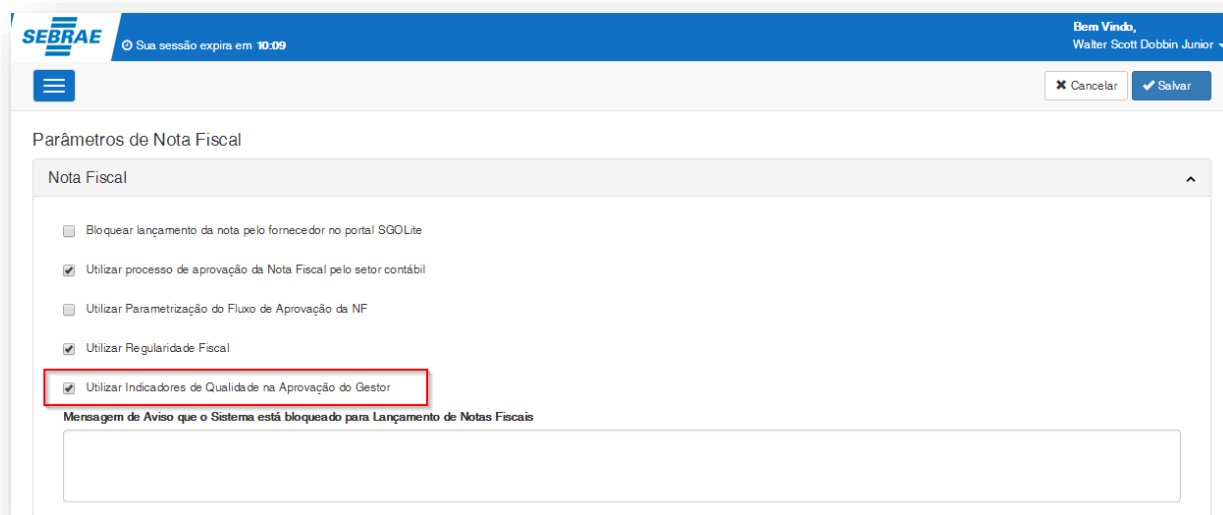 SEBRAE
Sua sessão expira em 10:09
Bem Vindo,
Walter Scott Dobbin Junior
Cancelar
Salvar
Parâmetros de Nota Fiscal
Nota Fiscal
Bloquear lançamento da nota pelo fornecedor no portal SGOLite
Utilizar processo de aprovação da Nota Fiscal pelo setor contábil
Utilizar Parametrização do Fluxo de Aprovação da NF
Utilizar Regularidade Fiscal
Utilizar Indicadores de Qualidade na Aprovação do Gestor
Mensagem de Aviso que o Sistema está bloqueado para Lançamento de Notas Fiscais